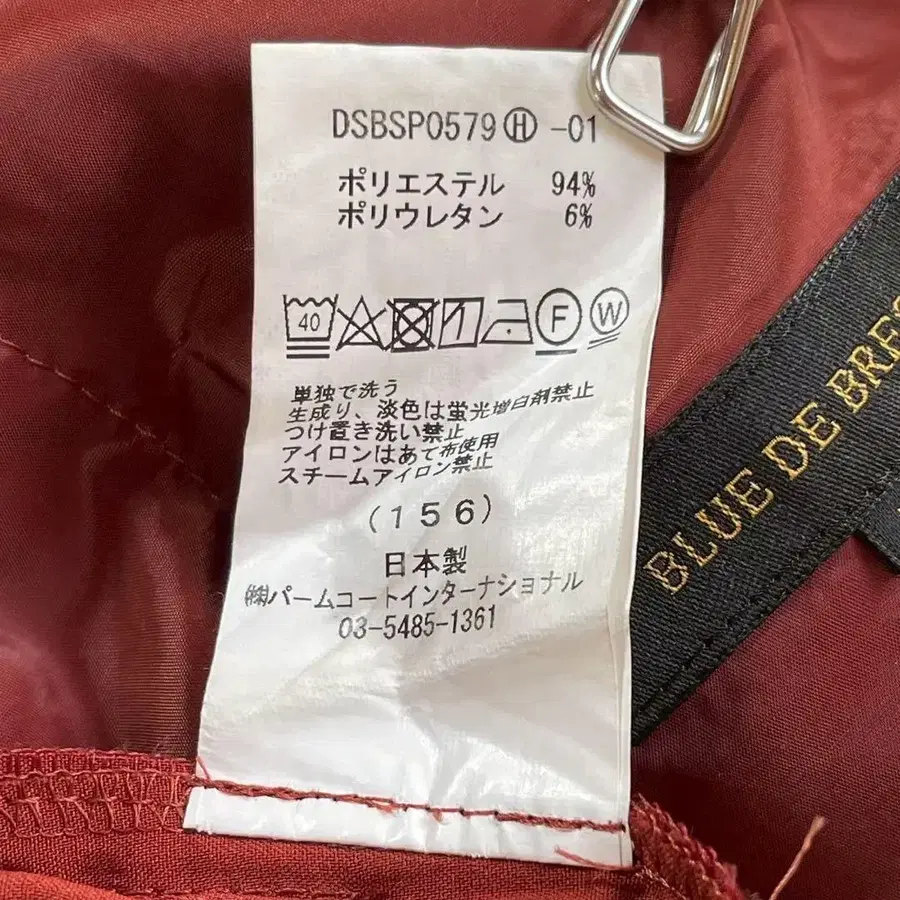 DSBSP0579Ⓗ-01
ポリエステル 94%
ポリウレタン 6%
40 F W
単独で洗う
生成り、淡色は蛍光増白剤禁止
つけ置き洗い禁止
アイロンはあて布使用
スチームアイロン禁止
(156)
日本製
㈱パームコートインターナショナル
03-5485-1361
BLUE DE BRE